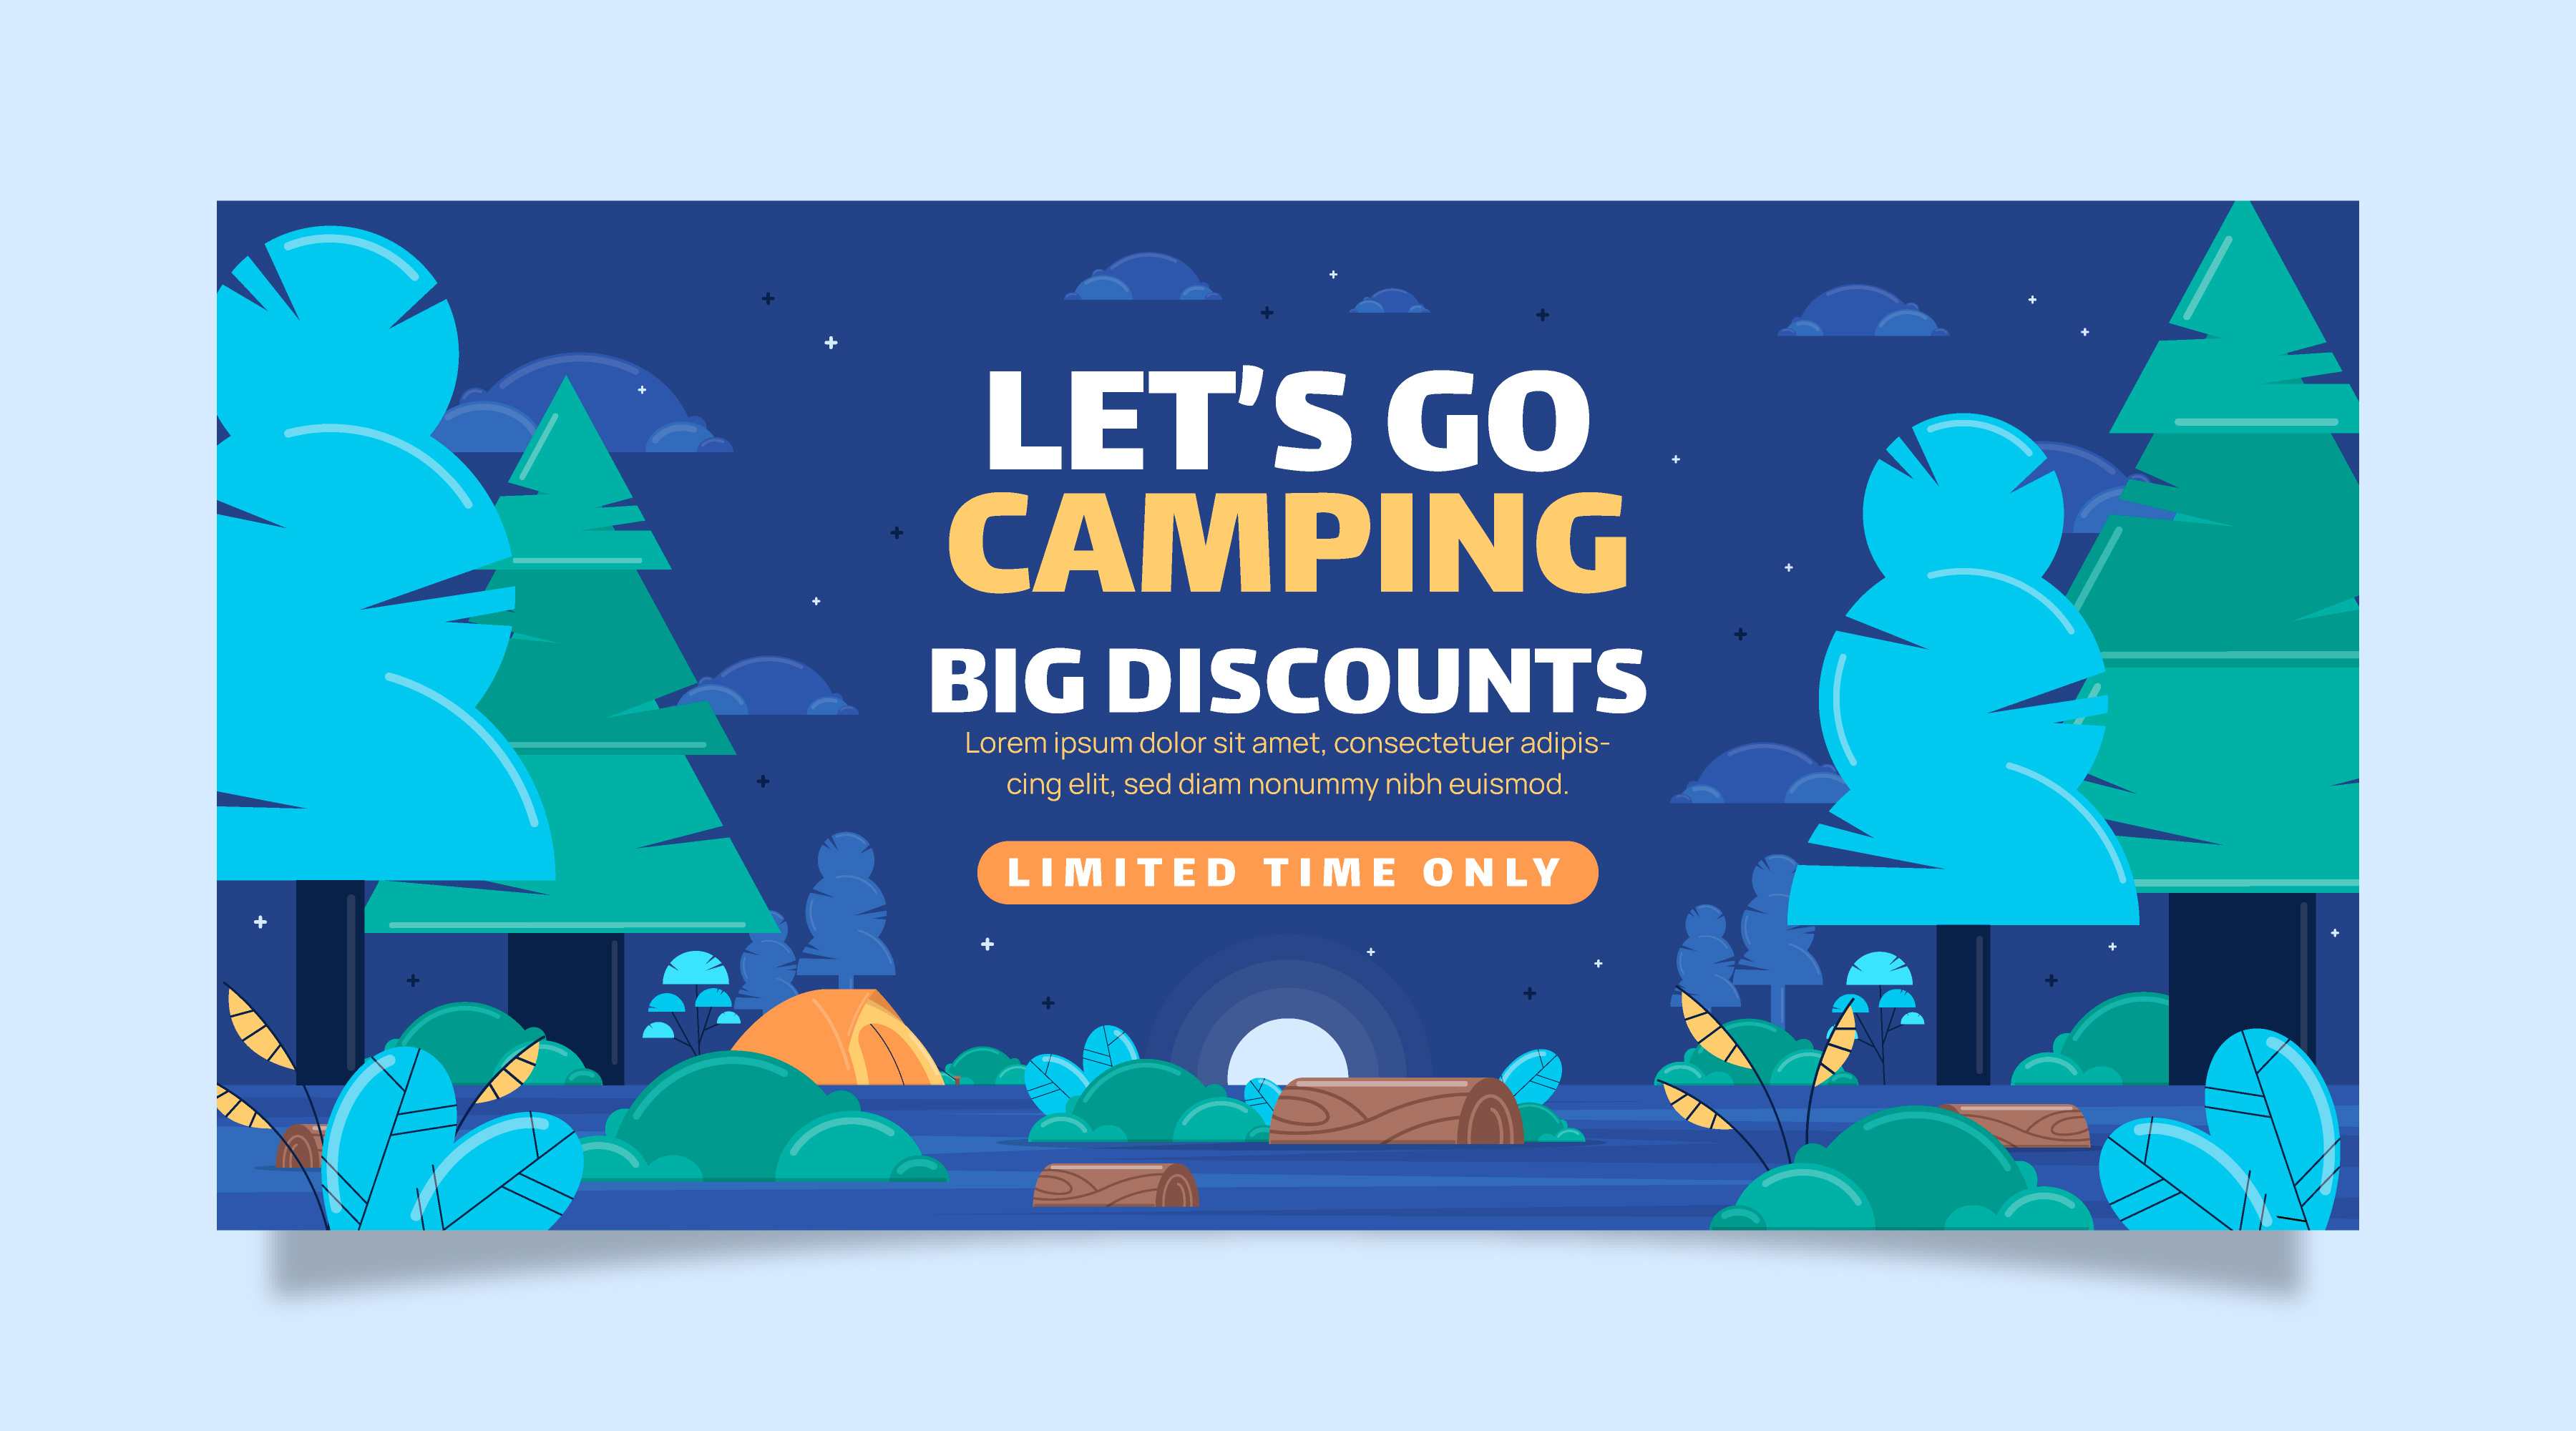 LET’S GO
CAMPING
BIG DISCOUNTS
Lorem ipsum dolor sit amet, consectetuer adipis-
cing elit, sed diam nonummy nibh euismod.
LIMITED TIME ONLY